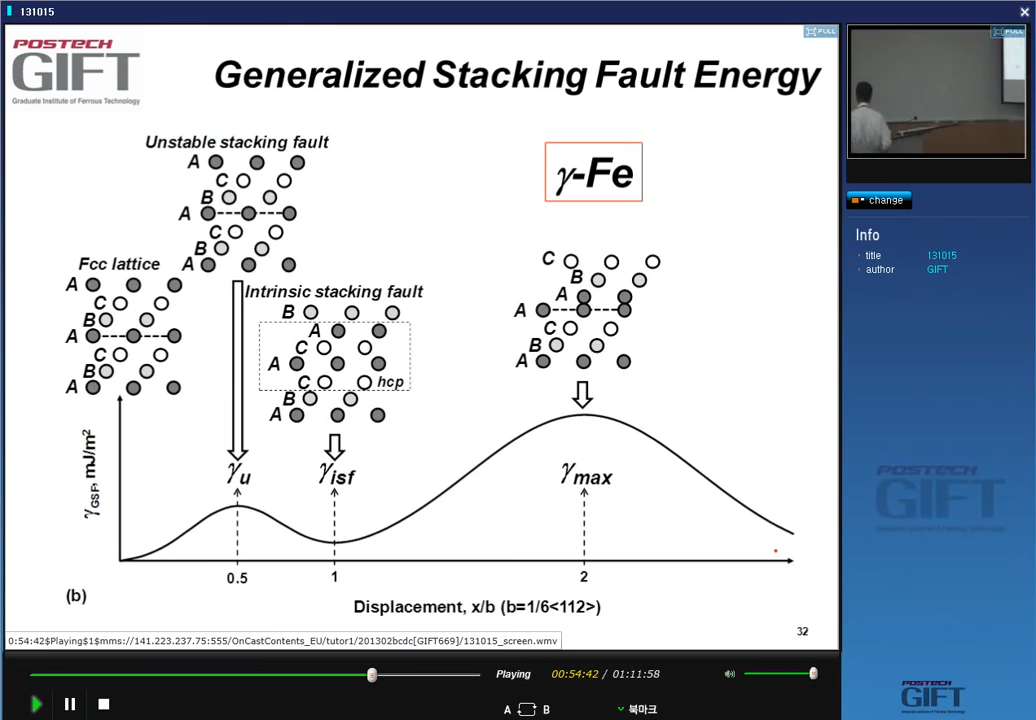 131015
FULL
POSTECH
GIFT
Graduate Institute of Ferrous Technology
Generalized Stacking Fault Energy
Unstable stacking fault
A
C
B
A
C
B
A
γ-Fe
Fcc lattice
A
C
B
A
C
B
A
Intrinsic stacking fault
B
A
C
A
C
hcp
B
A
C
B
A
A
C
B
A
γGSF, mJ/m²
γu
γisf
γmax
0.5
1
2
(b)
Displacement, x/b (b=1/6<112>)
32
0:54:42$Playing$1$mms://141.223.237.75:555/OnCastContents_EU/tutor1/201302bcdc[GIFT669]/131015_screen.wmv
Playing
00:54:42 / 01:11:58
A
B
북마크
FULL
change
Info
title
131015
author
GIFT
POSTECH
GIFT
POSTECH
GIFT